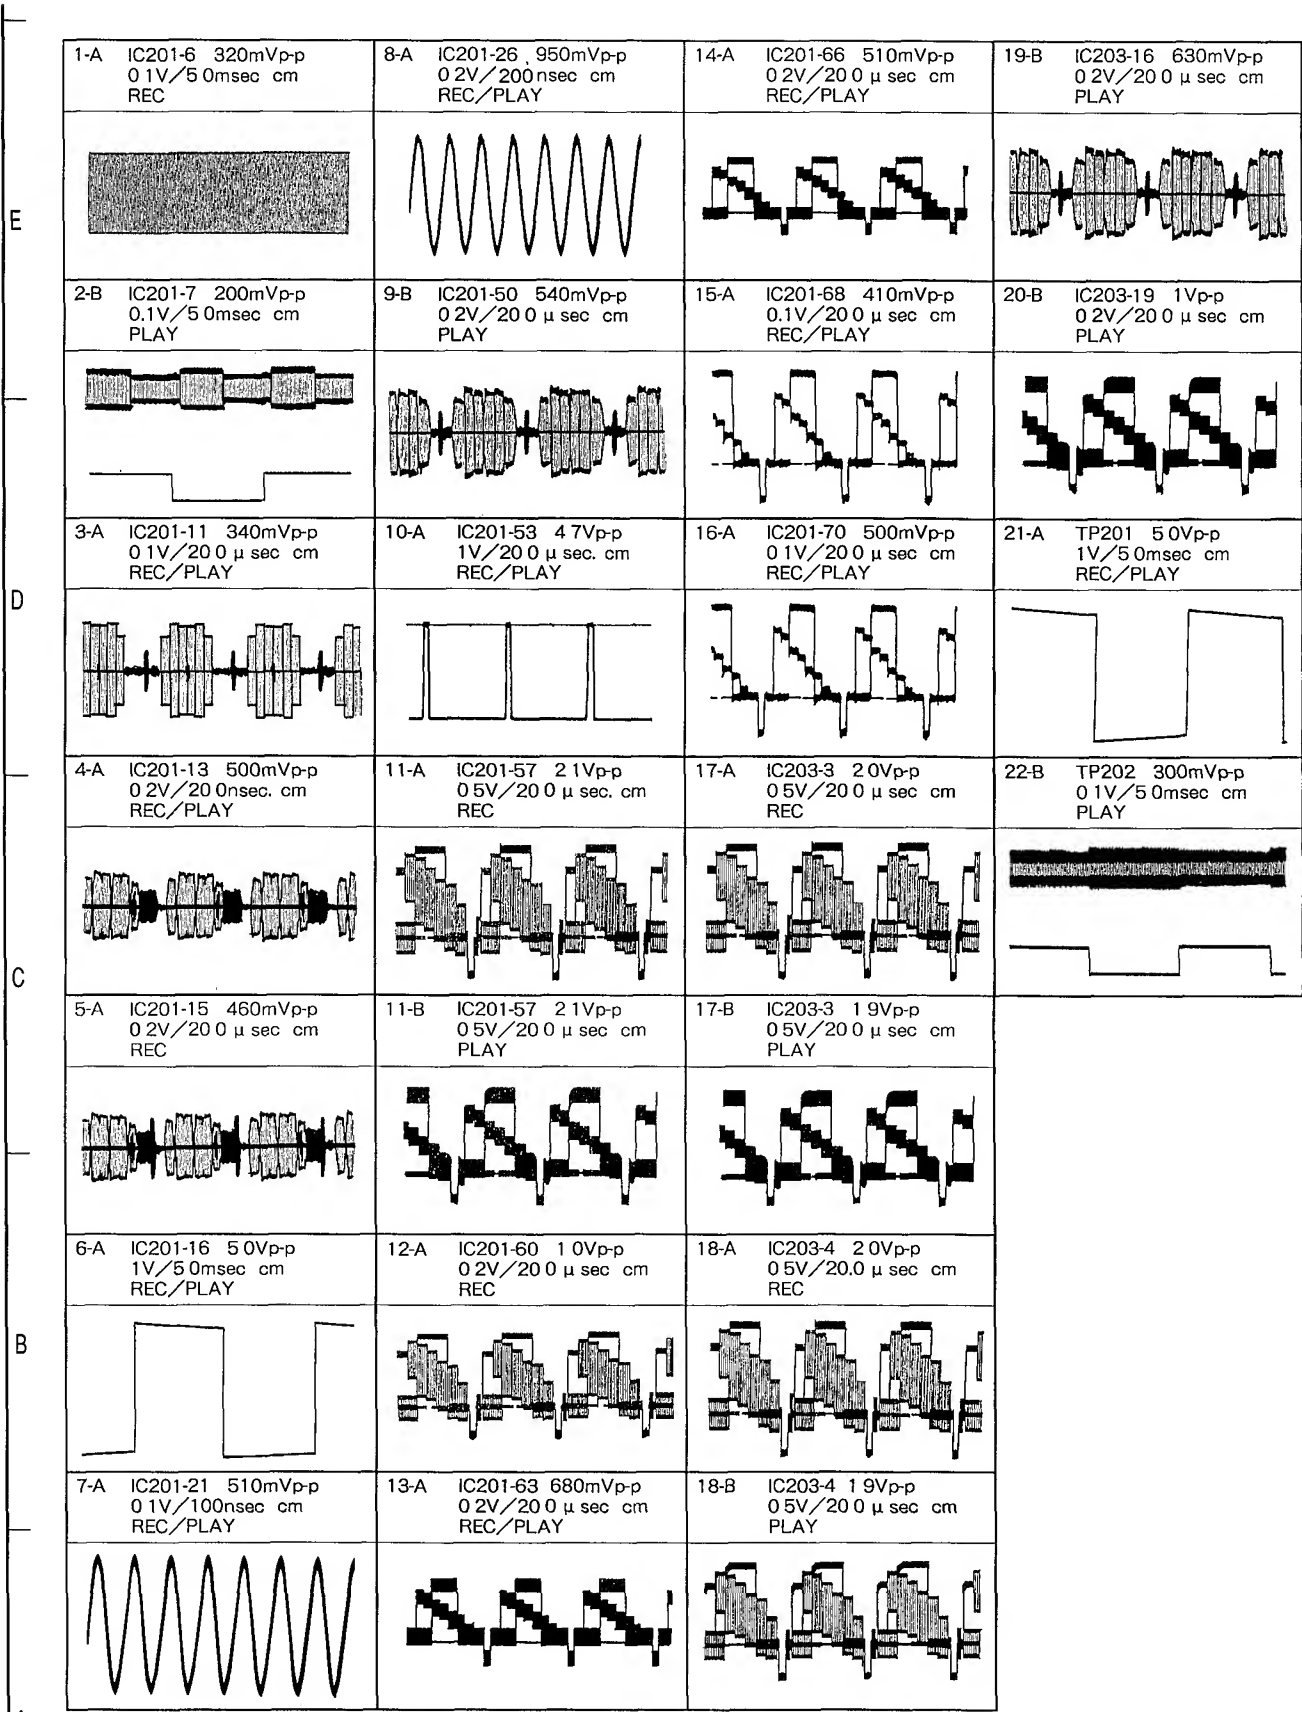 1-A IC201-6 320mVp-p
0 1V/5 0msec cm
REC
2-B IC201-7 200mVp-p
0.1V/5 0msec cm
PLAY
3-A IC201-11 340mVp-p
0 1V/20 0 μ sec cm
REC/PLAY
4-A IC201-13 500mVp-p
0 2V/20 0nsec. cm
REC/PLAY
5-A IC201-15 460mVp-p
0 2V/20 0 μ sec cm
REC
6-A IC201-16 5 0Vp-p
1V/5 0msec cm
REC/PLAY
7-A IC201-21 510mVp-p
0 1V/100nsec cm
REC/PLAY
8-A IC201-26 , 950mVp-p
0 2V/200 nsec cm
REC/PLAY
9-B IC201-50 540mVp-p
0 2V/20 0 μ sec cm
PLAY
10-A IC201-53 4 7Vp-p
1V/20 0 μ sec. cm
REC/PLAY
11-A IC201-57 2 1Vp-p
0 5V/20 0 μ sec. cm
REC
11-B IC201-57 2 1Vp-p
0 5V/20 0 μ sec cm
PLAY
12-A IC201-60 1 0Vp-p
0 2V/20 0 μ sec cm
REC
13-A IC201-63 680mVp-p
0 2V/20 0 μ sec cm
REC/PLAY
14-A IC201-66 510mVp-p
0 2V/20 0 μ sec cm
REC/PLAY
15-A IC201-68 410mVp-p
0.1V/20 0 μ sec cm
REC/PLAY
16-A IC201-70 500mVp-p
0 1V/20 0 μ sec cm
REC/PLAY
17-A IC203-3 2 0Vp-p
0 5V/20 0 μ sec cm
REC
17-B IC203-3 1 9Vp-p
0 5V/20 0 μ sec cm
PLAY
18-A IC203-4 2 0Vp-p
0 5V/20.0 μ sec cm
REC
18-B IC203-4 1 9Vp-p
0 5V/20 0 μ sec cm
PLAY
19-B IC203-16 630mVp-p
0 2V/20 0 μ sec cm
PLAY
20-B IC203-19 1Vp-p
0 2V/20 0 μ sec cm
PLAY
21-A TP201 5 0Vp-p
1V/5 0msec cm
REC/PLAY
22-B TP202 300mVp-p
0 1V/5 0msec cm
PLAY
E
D
C
B